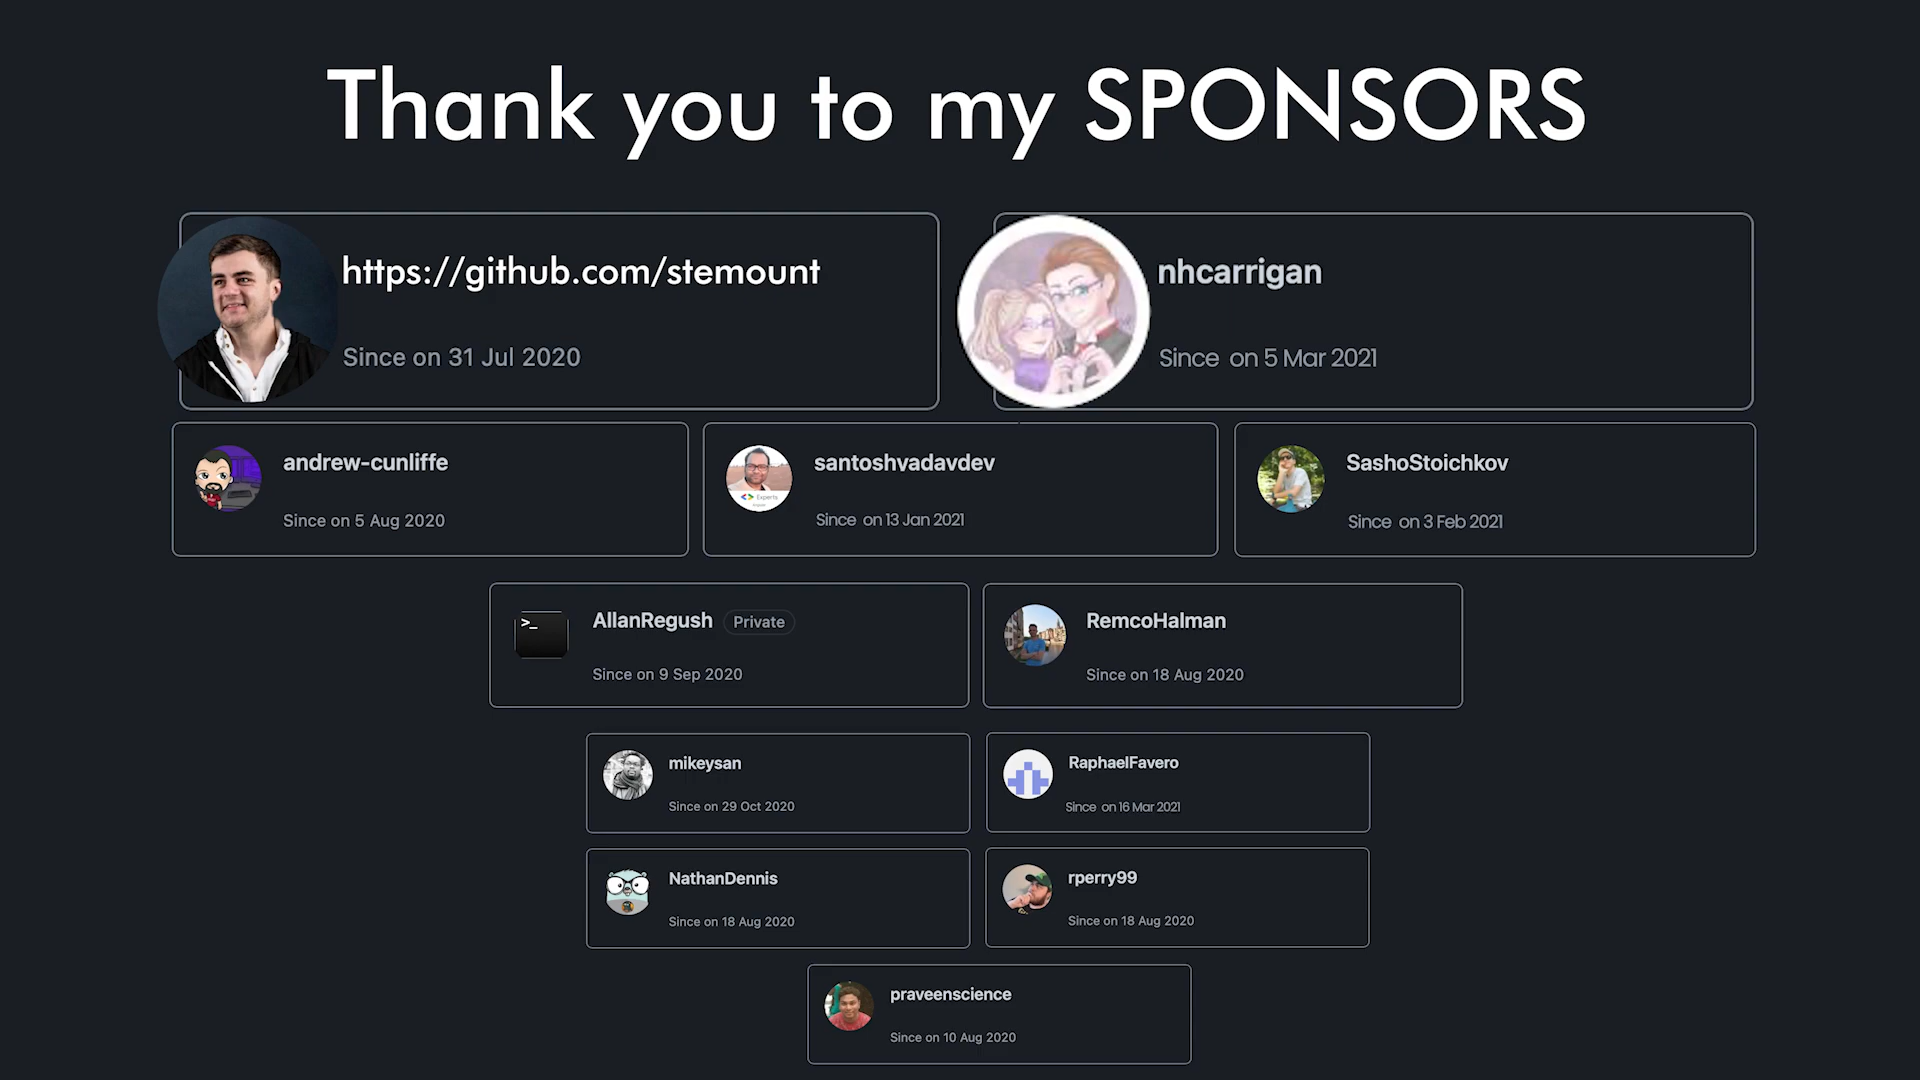 Thank you to my SPONSORS
https://github.com/stemount
Since on 31 Jul 2020
nhcarrigan
Since on 5 Mar 2021
andrew-cunliffe
Since on 5 Aug 2020
santoshyadavdev
Since on 13 Jan 2021
SashoStoichkov
Since on 3 Feb 2021
>_
AllanRegush Private
Since on 9 Sep 2020
RemcoHalman
Since on 18 Aug 2020
mikeysan
Since on 29 Oct 2020
RaphaelFavero
Since on 16 Mar 2021
NathanDennis
Since on 18 Aug 2020
rperry99
Since on 18 Aug 2020
praveenscience
Since on 10 Aug 2020
Experts